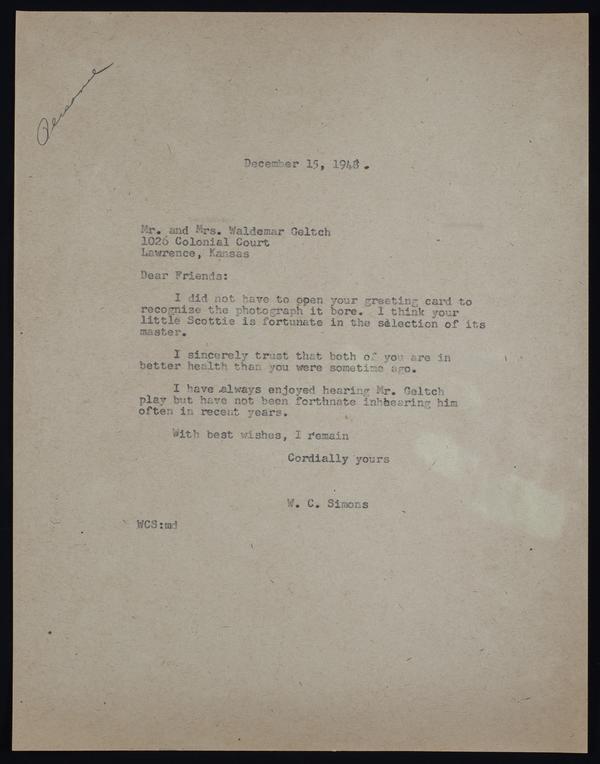 Personal
December 15, 1948.
Mr. and Mrs. Waldemar Geltch
1026 Colonial Court
Lawrence, Kansas
Dear Friends:
I did not have to open your greeting card to
recognize the photograph it bore. I think your
little Scottie is fortunate in the selection of its
master.
I sincerely trust that both of you are in
better health than you were sometime ago.
I have always enjoyed hearing Mr. Geltch
play but have not been forthnate inhhearing him
often in recent years.
With best wishes, I remain
Cordially yours
W. C. Simons
WCS:md